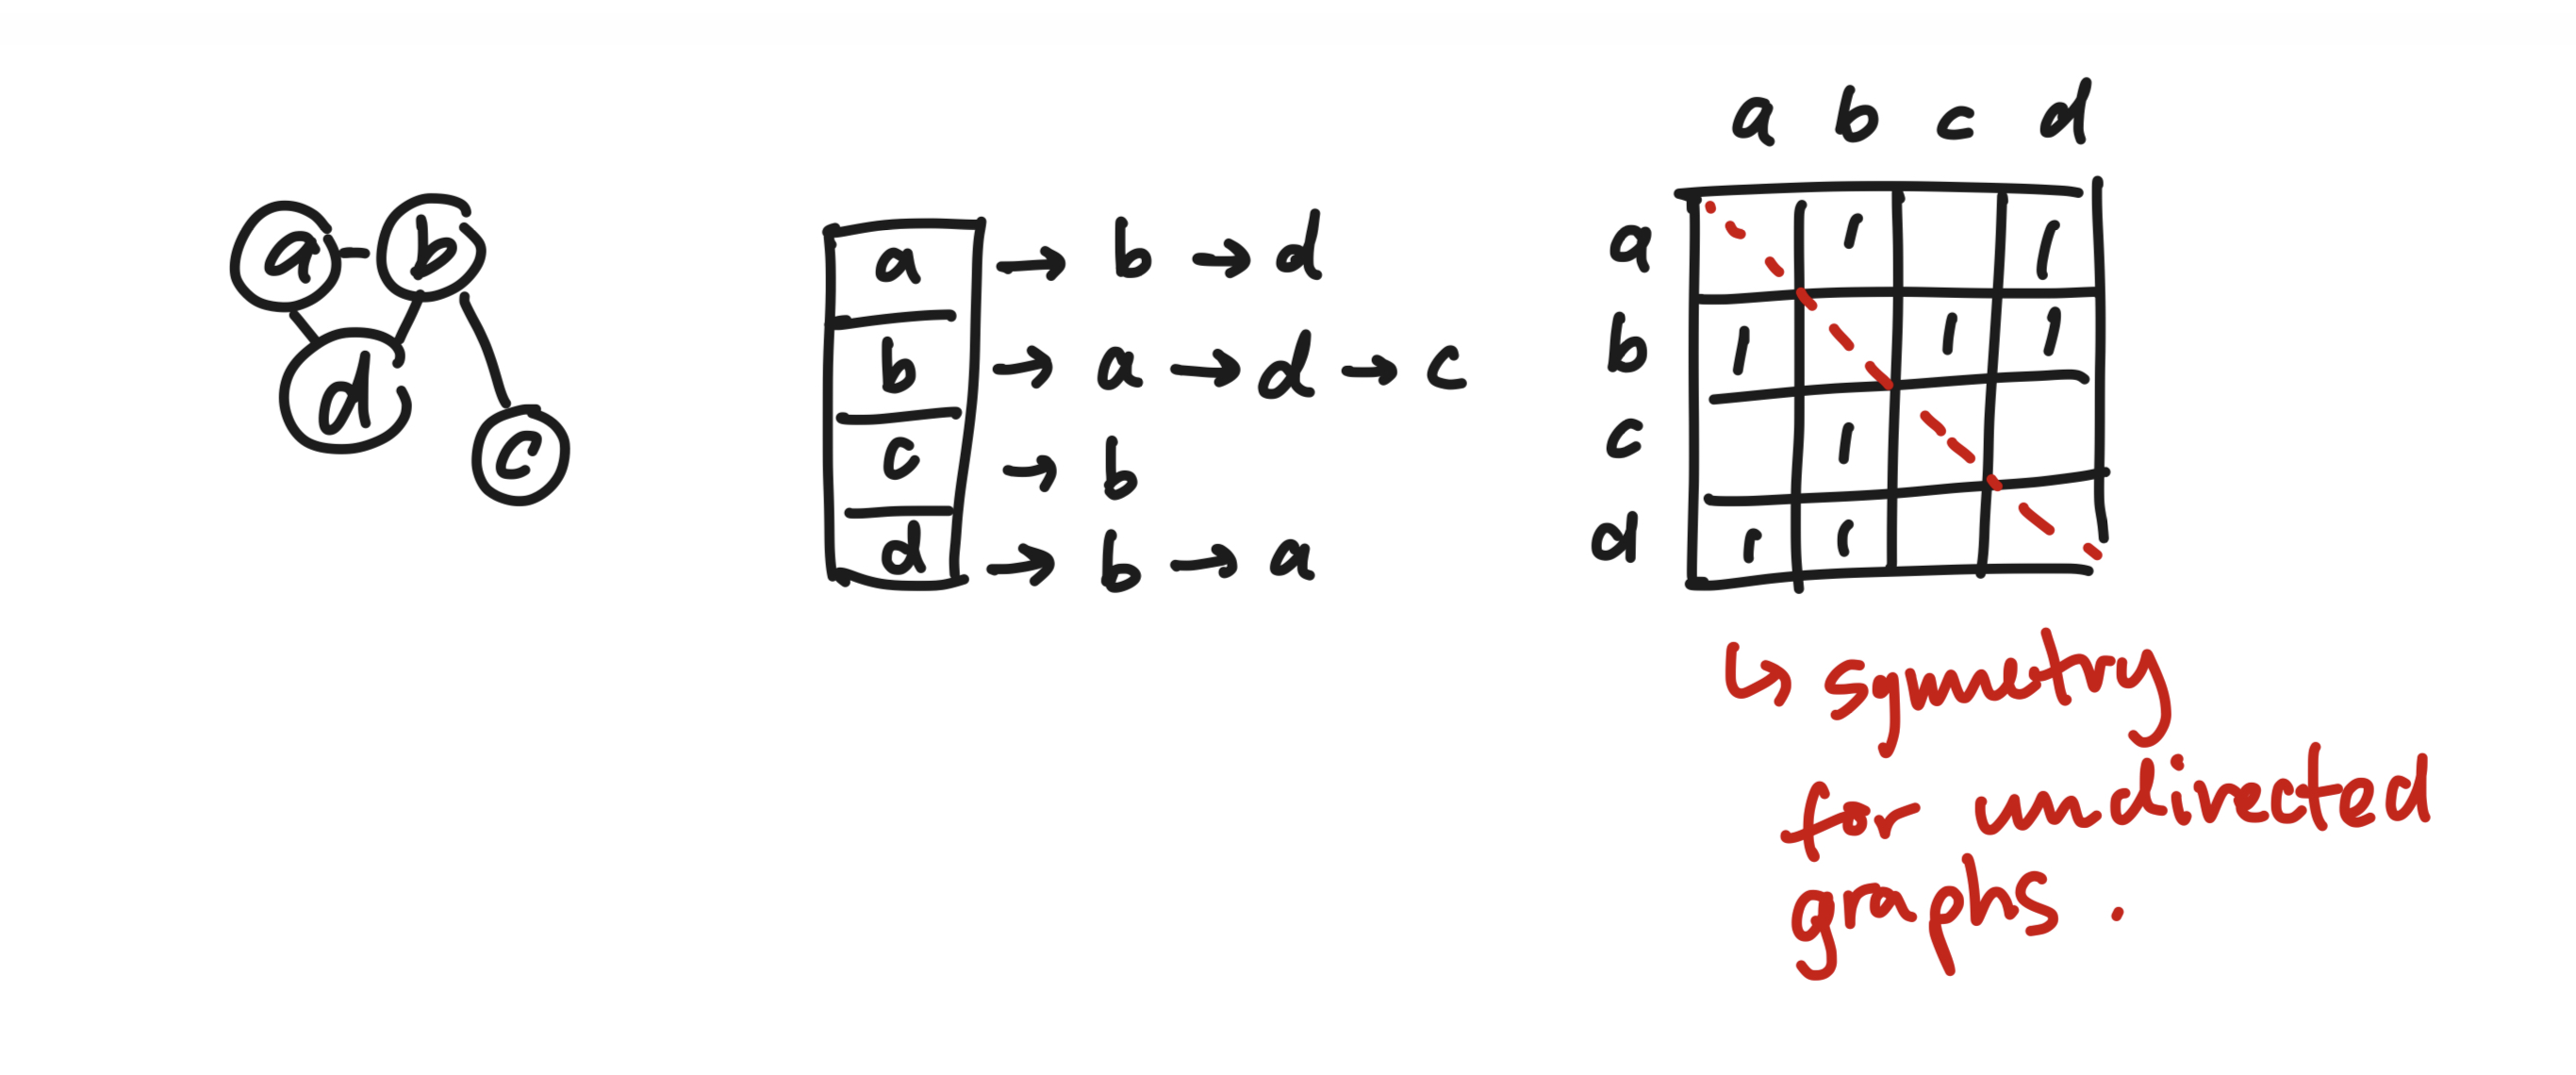 a - b
d
c
a → b → d
b → a → d → c
c → b
d → b → a
a b c d
a 1 1
b 1 1 1
c 1
d 1 1
↳ symmetry
for undirected
graphs.